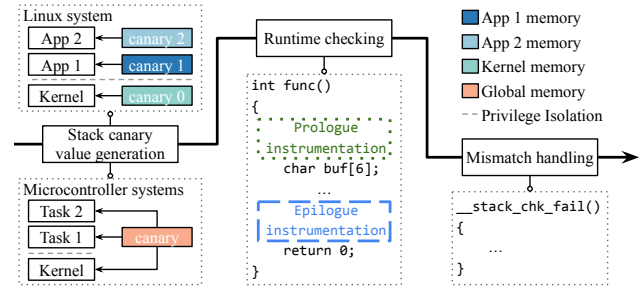 Linux system
App 2
canary 2
App 1
canary 1
Kernel
canary 0
Stack canary
value generation
Microcontroller systems
Task 2
Task 1
canary
Kernel
Runtime checking
int func()
{
Prologue
instrumentation
char buf[6];
…
Epilogue
instrumentation
return 0;
}
App 1 memory
App 2 memory
Kernel memory
Global memory
Privilege Isolation
Mismatch handling
__stack_chk_fail()
{
…
}